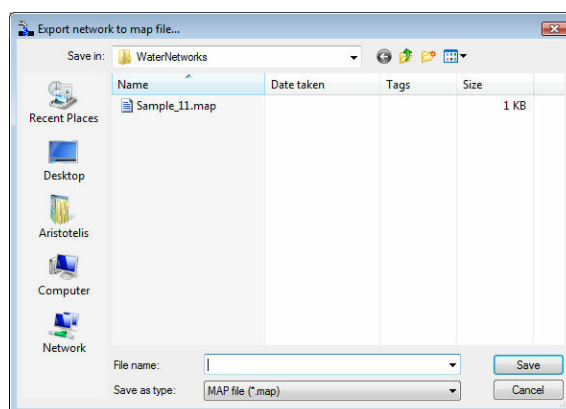 Export network to map file...
Save in: WaterNetworks
Name Date taken Tags Size
Sample_11.map 1 KB
Recent Places
Desktop
Aristotelis
Computer
Network
File name: Save
Save as type: MAP file (*.map) Cancel